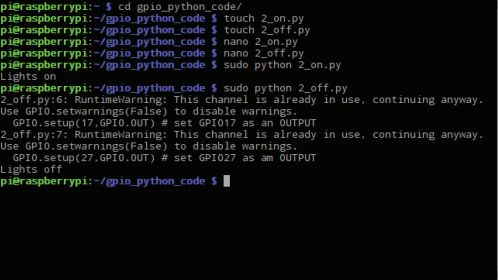 pi@raspberrypi:~ $ cd gpio_python_code/
pi@raspberrypi:~/gpio_python_code $ touch 2_on.py
pi@raspberrypi:~/gpio_python_code $ touch 2_off.py
pi@raspberrypi:~/gpio_python_code $ nano 2_on.py
pi@raspberrypi:~/gpio_python_code $ nano 2_off.py
pi@raspberrypi:~/gpio_python_code $ sudo python 2_on.py
Lights on
pi@raspberrypi:~/gpio_python_code $ sudo python 2_off.py
2_off.py:6: RuntimeWarning: This channel is already in use, continuing anyway.
Use GPIO.setwarnings(False) to disable warnings.
  GPIO.setup(17,GPIO.OUT) # set GPIO17 as an OUTPUT
2_off.py:7: RuntimeWarning: This channel is already in use, continuing anyway.
Use GPIO.setwarnings(False) to disable warnings.
  GPIO.setup(27,GPIO.OUT) # set GPIO27 as am OUTPUT
Lights off
pi@raspberrypi:~/gpio_python_code $